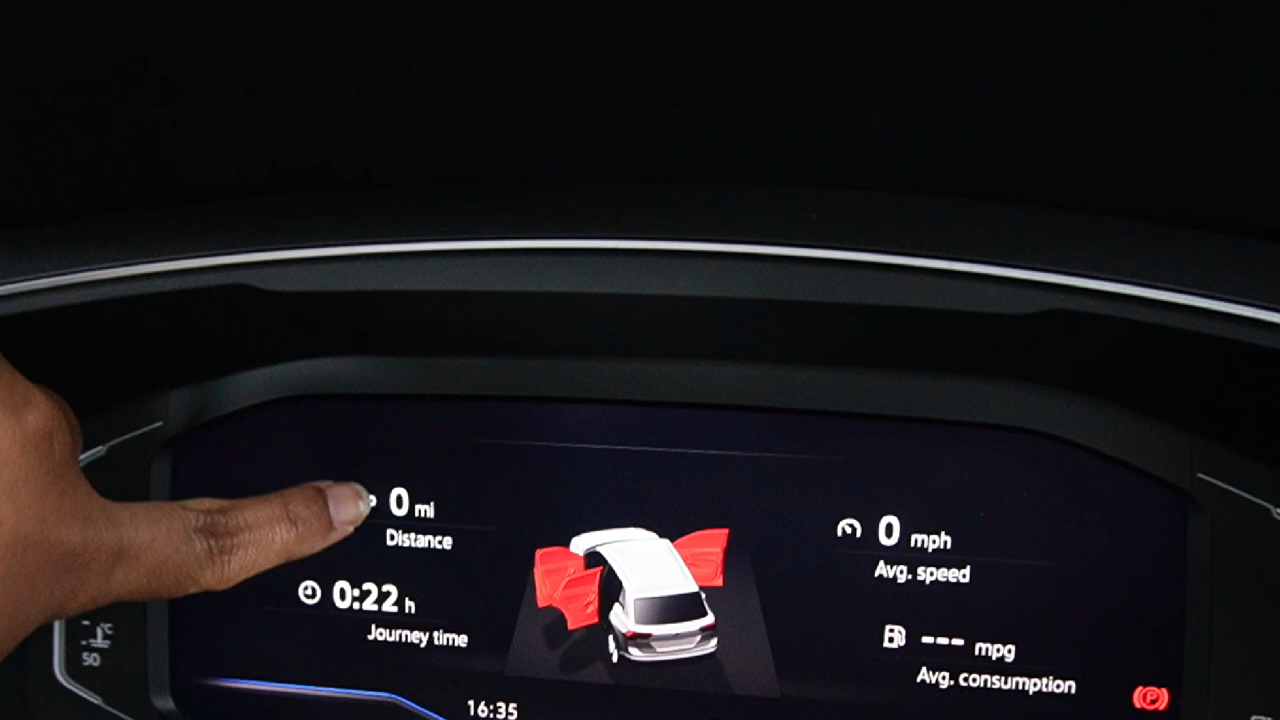 0 mi
Distance
0:22 h
Journey time
0 mph
Avg. speed
--- mpg
Avg. consumption
°C
50
16:35
P